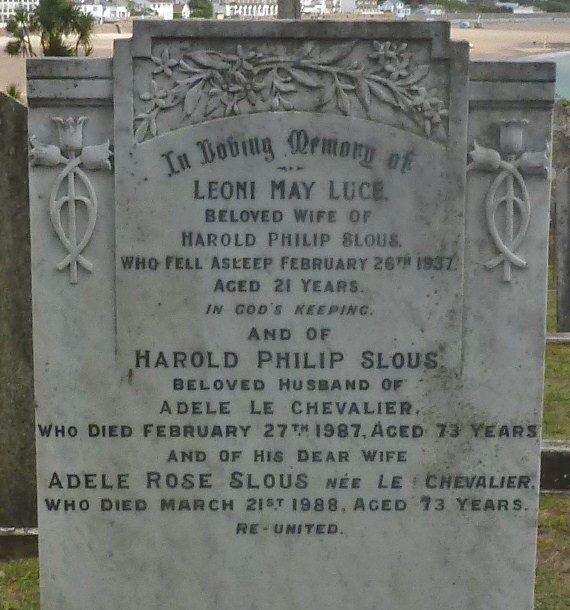 In Loving Memory of
LEONI MAY LUCE.
BELOVED WIFE OF
HAROLD PHILIP SLOUS.
WHO FELL ASLEEP FEBRUARY 26TH 1937.
AGED 21 YEARS.
IN GOD'S KEEPING.
AND OF
HAROLD PHILIP SLOUS
BELOVED HUSBAND OF
ADELE LE CHEVALIER.
WHO DIED FEBRUARY 27TH 1987. AGED 73 YEARS
AND OF HIS DEAR WIFE
ADELE ROSE SLOUS NÉE LE CHEVALIER.
WHO DIED MARCH 21ST 1988. AGED 73 YEARS.
RE-UNITED.